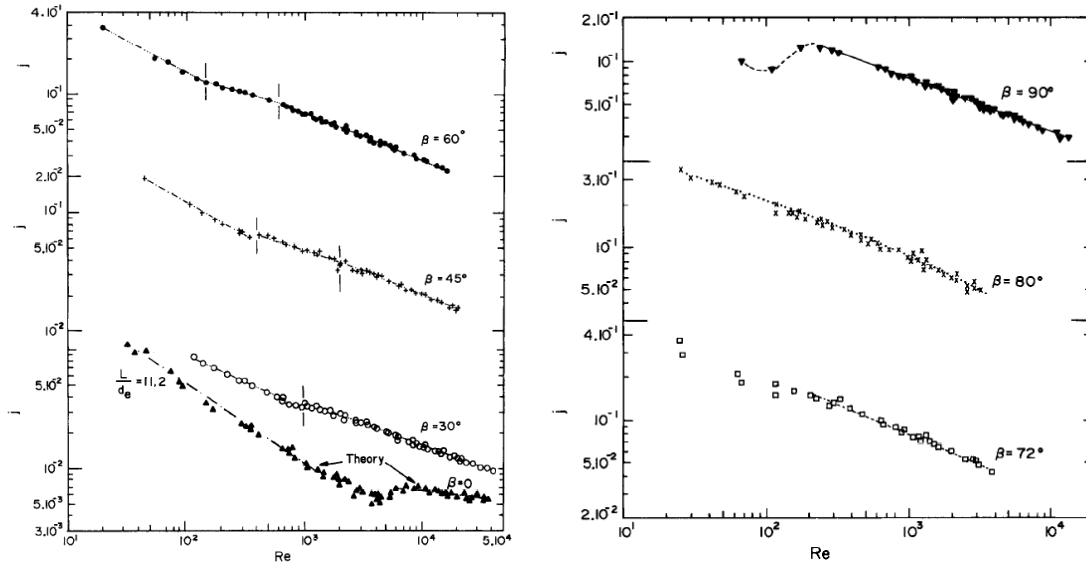 4.10⁻¹
j
10⁻¹
5.10⁻²
β = 60°
2.10⁻²
10⁻¹
j
5.10⁻²
β = 45°
10⁻²
5.10⁻²
L/dₑ = 11,2
j
β = 30°
10⁻²
Theory
β = 0
5.10⁻³
3.10⁻³
10¹ 10² 10³ 10⁴ 5.10⁴
Re
2.10⁻¹
j
10⁻¹
β = 90°
5.10⁻¹
3.10⁻¹
j
10⁻¹
β = 80°
5.10⁻²
4.10⁻¹
j
10⁻¹
β = 72°
5.10⁻²
2.10⁻²
10¹ 10² 10³ 10⁴
Re